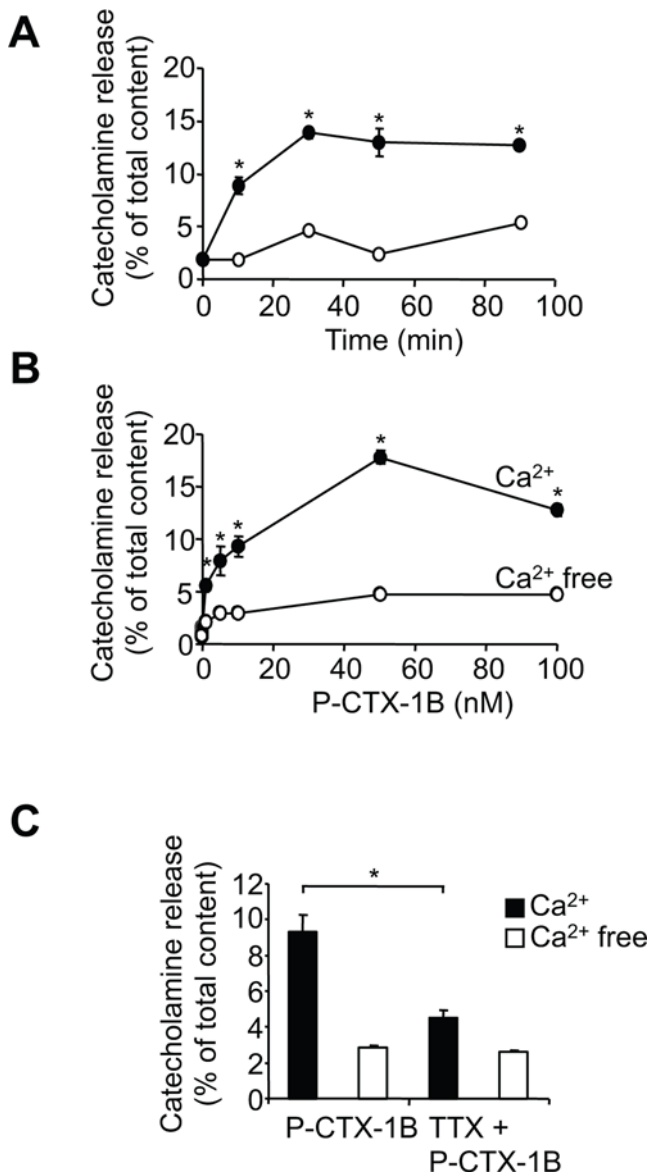 A
Catecholamine release
(% of total content)
20
15
10
5
0
* * * *
0 20 40 60 80 100
Time (min)
B
Catecholamine release
(% of total content)
20
15
10
5
0
* * * * *
Ca²⁺
Ca²⁺ free
0 20 40 60 80 100
P-CTX-1B (nM)
C
Catecholamine release
(% of total content)
12
10
8
6
4
2
0
*
Ca²⁺
Ca²⁺ free
P-CTX-1B TTX +
P-CTX-1B